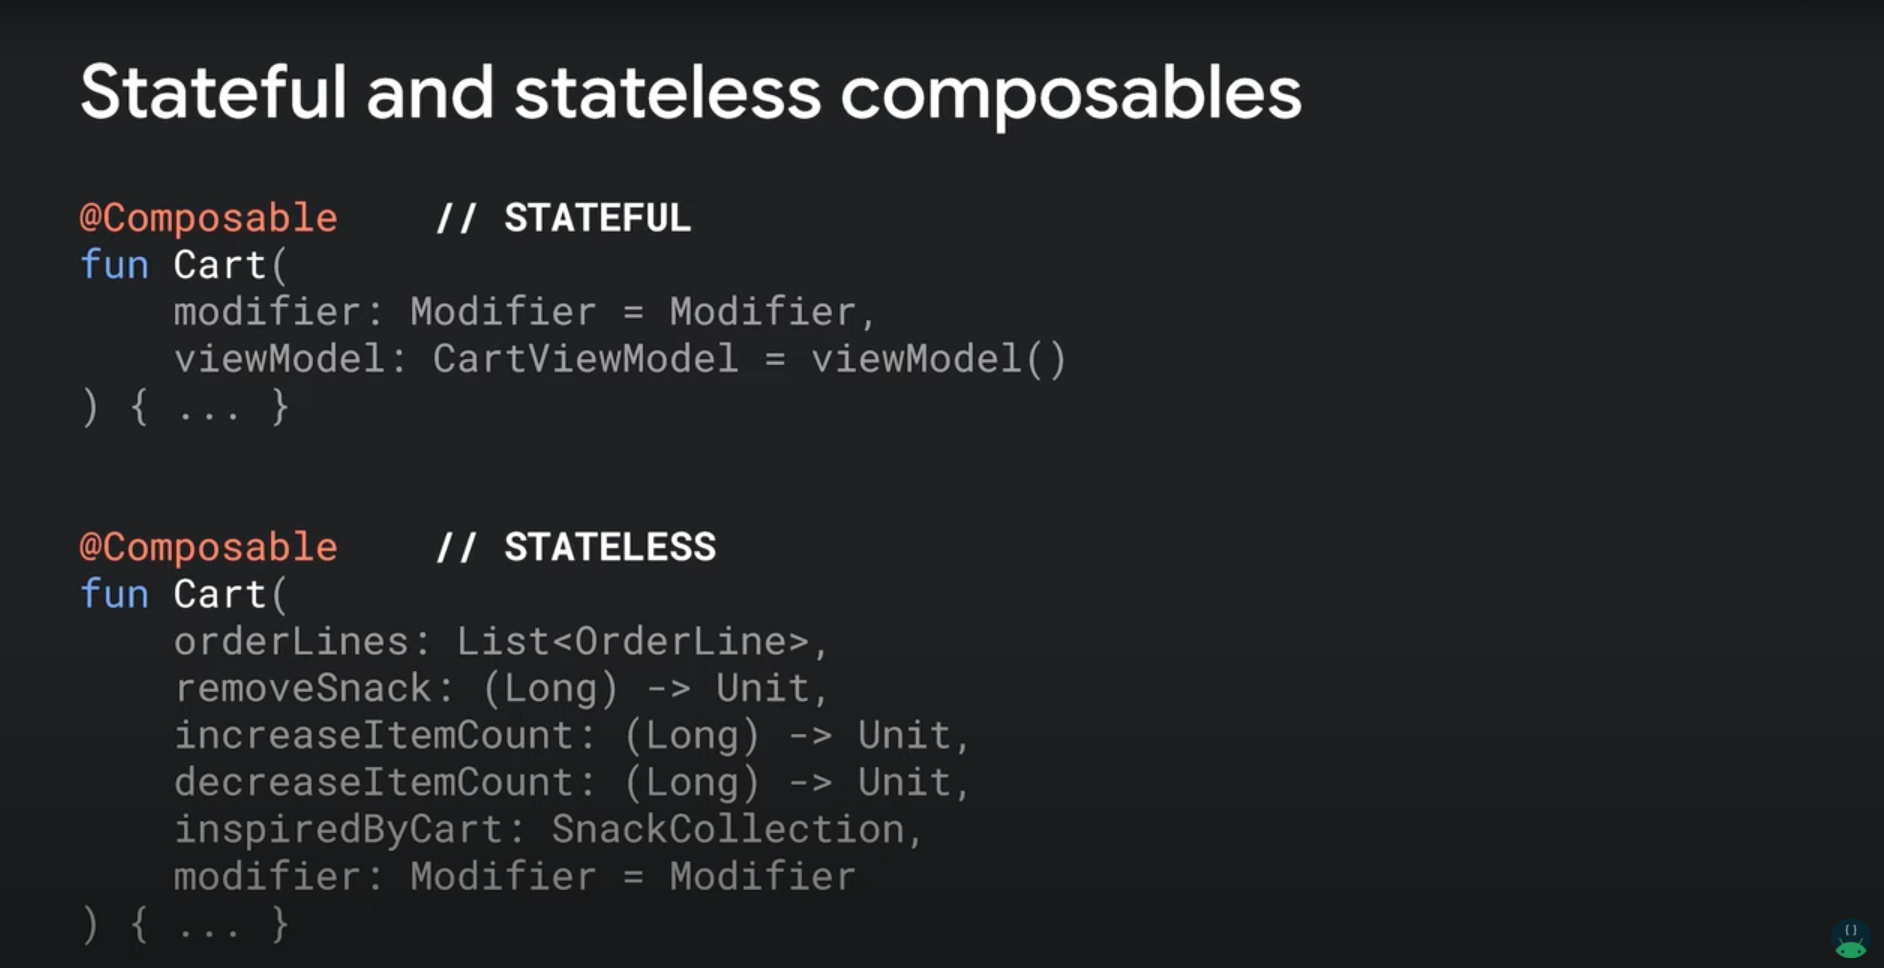 Stateful and stateless composables
@Composable    // STATEFUL
fun Cart(
    modifier: Modifier = Modifier,
    viewModel: CartViewModel = viewModel()
) { ... }
@Composable    // STATELESS
fun Cart(
    orderLines: List<OrderLine>,
    removeSnack: (Long) -> Unit,
    increaseItemCount: (Long) -> Unit,
    decreaseItemCount: (Long) -> Unit,
    inspiredByCart: SnackCollection,
    modifier: Modifier = Modifier
) { ... }
{}